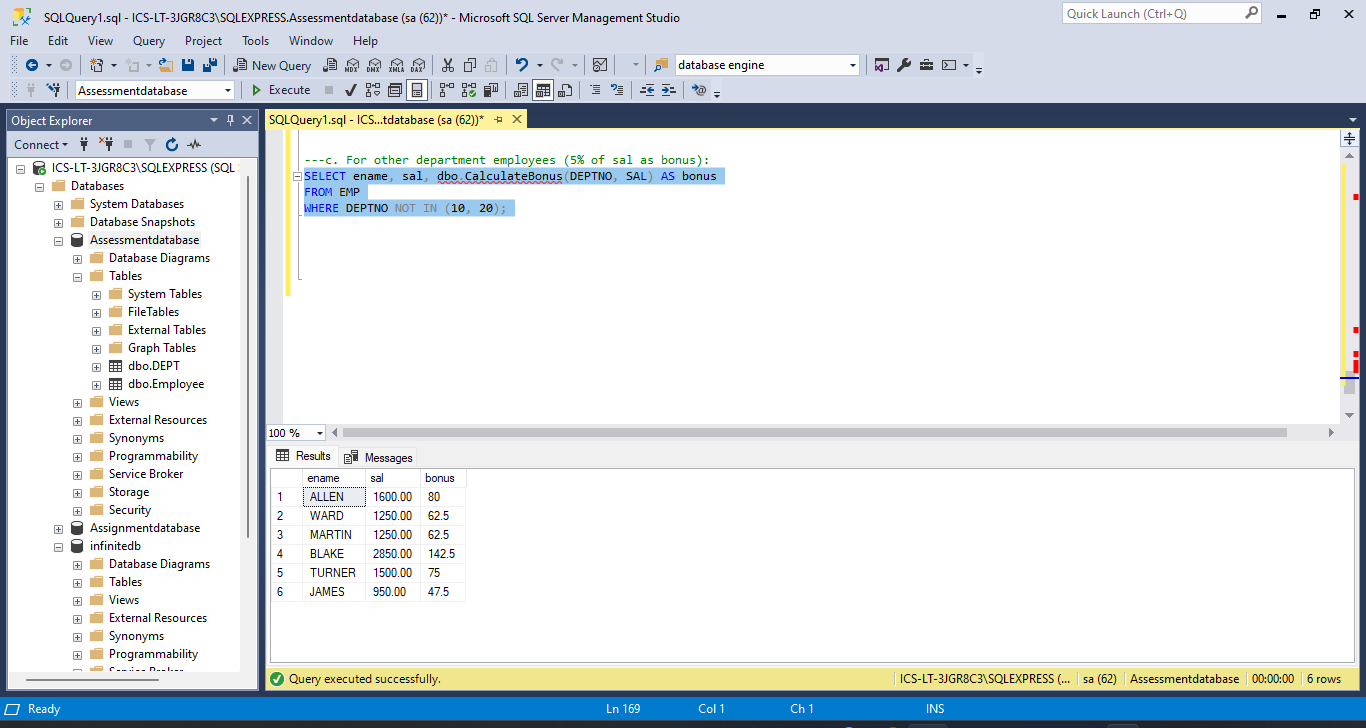 SQLQuery1.sql - ICS-LT-3JGR8C3\SQLEXPRESS.Assessmentdatabase (sa (62))* - Microsoft SQL Server Management Studio
Quick Launch (Ctrl+Q)
File Edit View Query Project Tools Window Help
New Query MDX DMX XMLA DAX database engine
Assessmentdatabase Execute
Object Explorer
Connect
ICS-LT-3JGR8C3\SQLEXPRESS (SQL S
Databases
System Databases
Database Snapshots
Assessmentdatabase
Database Diagrams
Tables
System Tables
FileTables
External Tables
Graph Tables
dbo.DEPT
dbo.Employee
Views
External Resources
Synonyms
Programmability
Service Broker
Storage
Security
Assignmentdatabase
infinitedb
Database Diagrams
Tables
Views
External Resources
Synonyms
Programmability
Service Broker
SQLQuery1.sql - ICS...tdatabase (sa (62))*
---c. For other department employees (5% of sal as bonus):
SELECT ename, sal, dbo.CalculateBonus(DEPTNO, SAL) AS bonus
FROM EMP
WHERE DEPTNO NOT IN (10, 20);
100 %
Results Messages
ename sal bonus
1 ALLEN 1600.00 80
2 WARD 1250.00 62.5
3 MARTIN 1250.00 62.5
4 BLAKE 2850.00 142.5
5 TURNER 1500.00 75
6 JAMES 950.00 47.5
Query executed successfully. ICS-LT-3JGR8C3\SQLEXPRESS (... sa (62) Assessmentdatabase 00:00:00 6 rows
Ready Ln 169 Col 1 Ch 1 INS